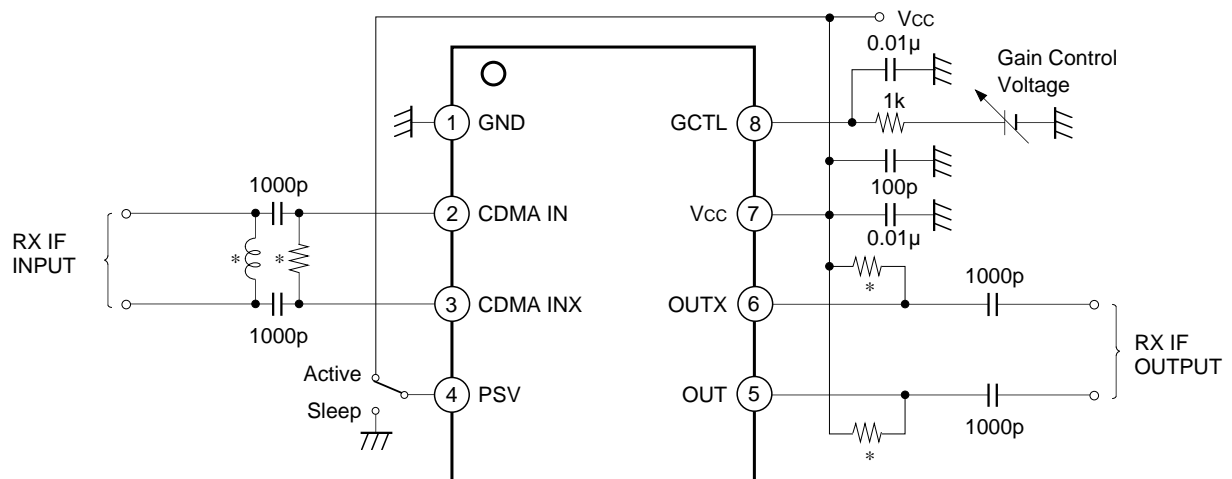 Vcc
0.01µ
Gain Control
Voltage
1k
1 GND
GCTL 8
100p
1000p
2 CDMA IN
Vcc 7
0.01µ
RX IF
INPUT
*
*
*
3 CDMA INX
OUTX 6
1000p
1000p
RX IF
OUTPUT
Active
4 PSV
OUT 5
Sleep
1000p
*